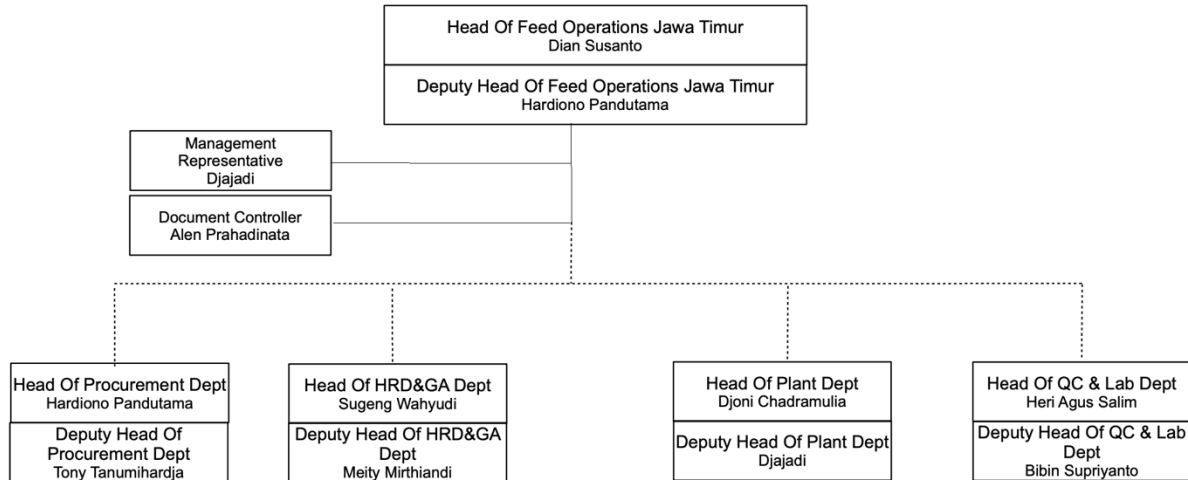 Head Of Feed Operations Jawa Timur
Dian Susanto
Deputy Head Of Feed Operations Jawa Timur
Hardiono Pandutama
Management
Representative
Djajadi
Document Controller
Alen Prahadinata
Head Of Procurement Dept
Hardiono Pandutama
Deputy Head Of
Procurement Dept
Tony Tanumihardja
Head Of HRD&GA Dept
Sugeng Wahyudi
Deputy Head Of HRD&GA
Dept
Meity Mirthiandi
Head Of Plant Dept
Djoni Chadramulia
Deputy Head Of Plant Dept
Djajadi
Head Of QC & Lab Dept
Heri Agus Salim
Deputy Head Of QC & Lab
Dept
Bibin Supriyanto